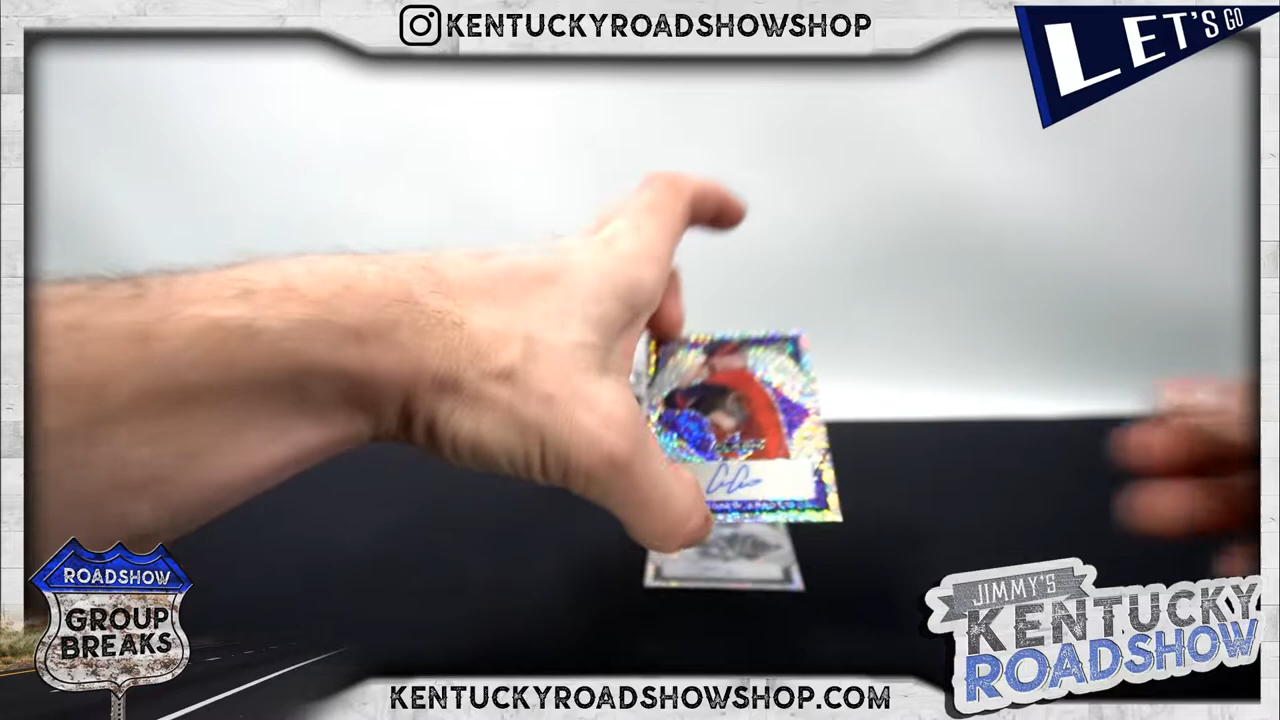 KENTUCKYROADSHOWSHOP
LET'S GO
ROADSHOW
GROUP
BREAKS
JIMMY'S
KENTUCKY
ROADSHOW
KENTUCKYROADSHOWSHOP.COM